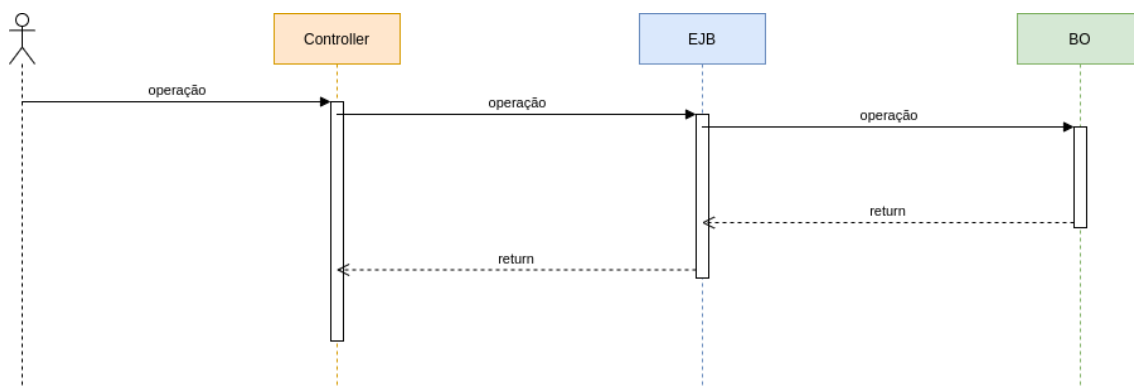 Controller
EJB
BO
operação
operação
operação
return
return